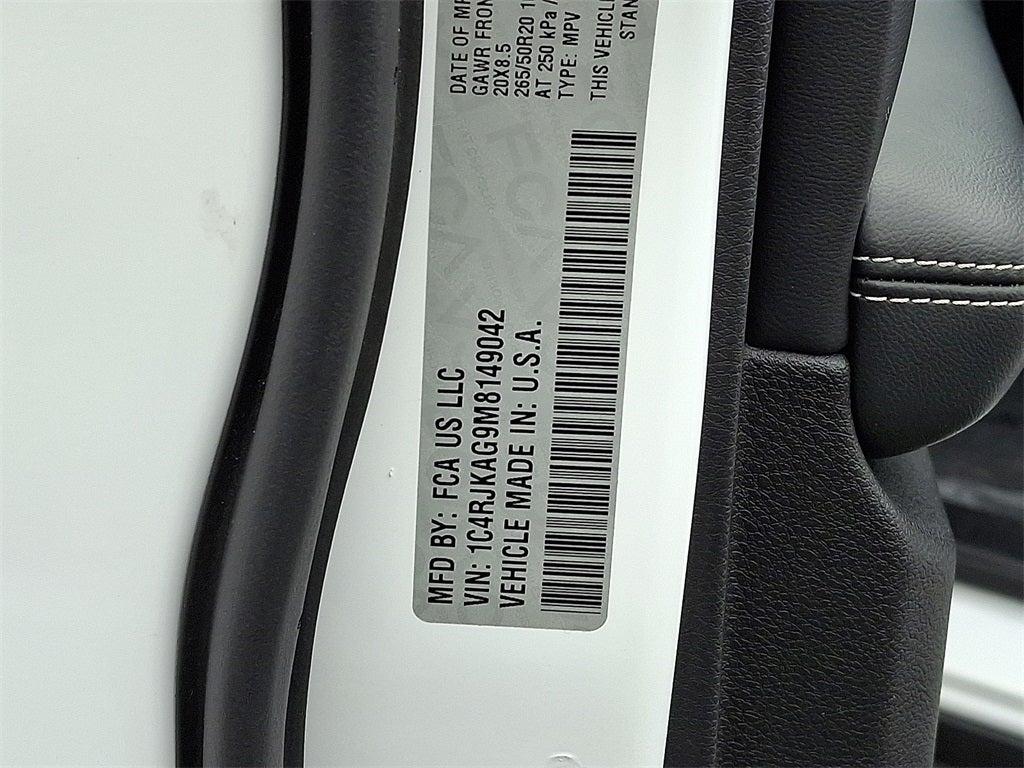 MFD BY: FCA US LLC
VIN: 1C4RJKAG9M8149042
VEHICLE MADE IN: U.S.A.
DATE OF
GAWR FRON
20X8.5
265/50R20
AT 250 kPa /
TYPE: MPV
THIS VEHICLE
STAN
FCA